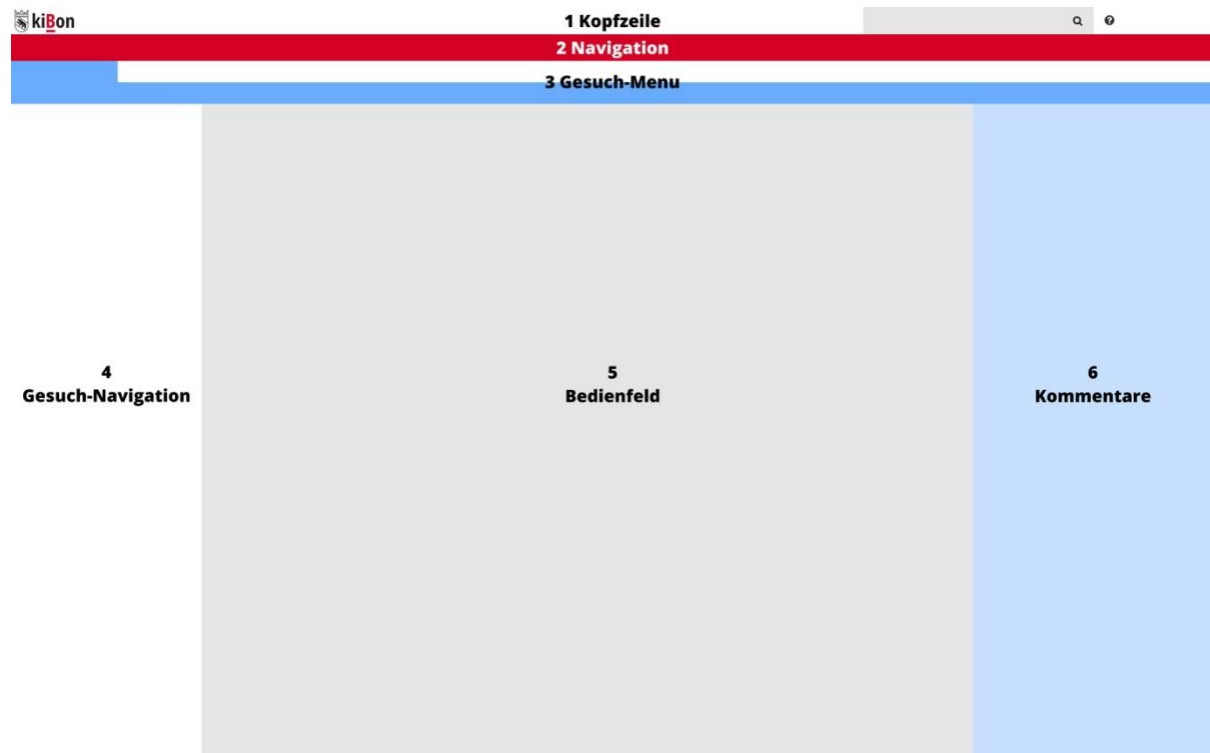 kiBon
1 Kopfzeile
2 Navigation
3 Gesuch-Menu
4
Gesuch-Navigation
5
Bedienfeld
6
Kommentare